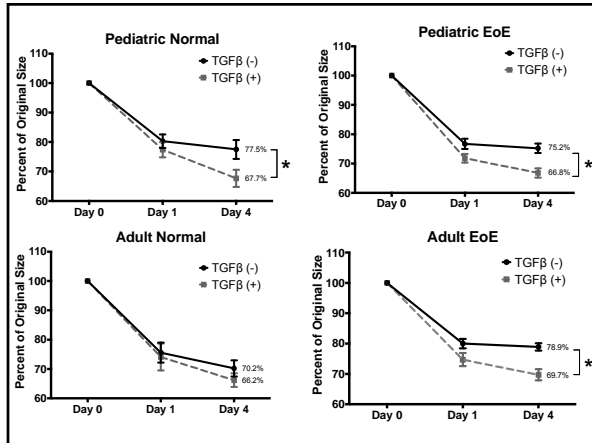 Pediatric Normal
Percent of Original Size
110
100
90
80
70
60
TGFβ (-)
TGFβ (+)
77.5%
67.7%
*
Day 0 Day 1 Day 4
Pediatric EoE
Percent of Original Size
110
100
90
80
70
60
TGFβ (-)
TGFβ (+)
75.2%
66.8%
*
Day 0 Day 1 Day 4
Adult Normal
Percent of Original Size
110
100
90
80
70
60
TGFβ (-)
TGFβ (+)
70.2%
66.2%
Day 0 Day 1 Day 4
Adult EoE
Percent of Original Size
110
100
90
80
70
60
TGFβ (-)
TGFβ (+)
78.9%
69.7%
*
Day 0 Day 1 Day 4